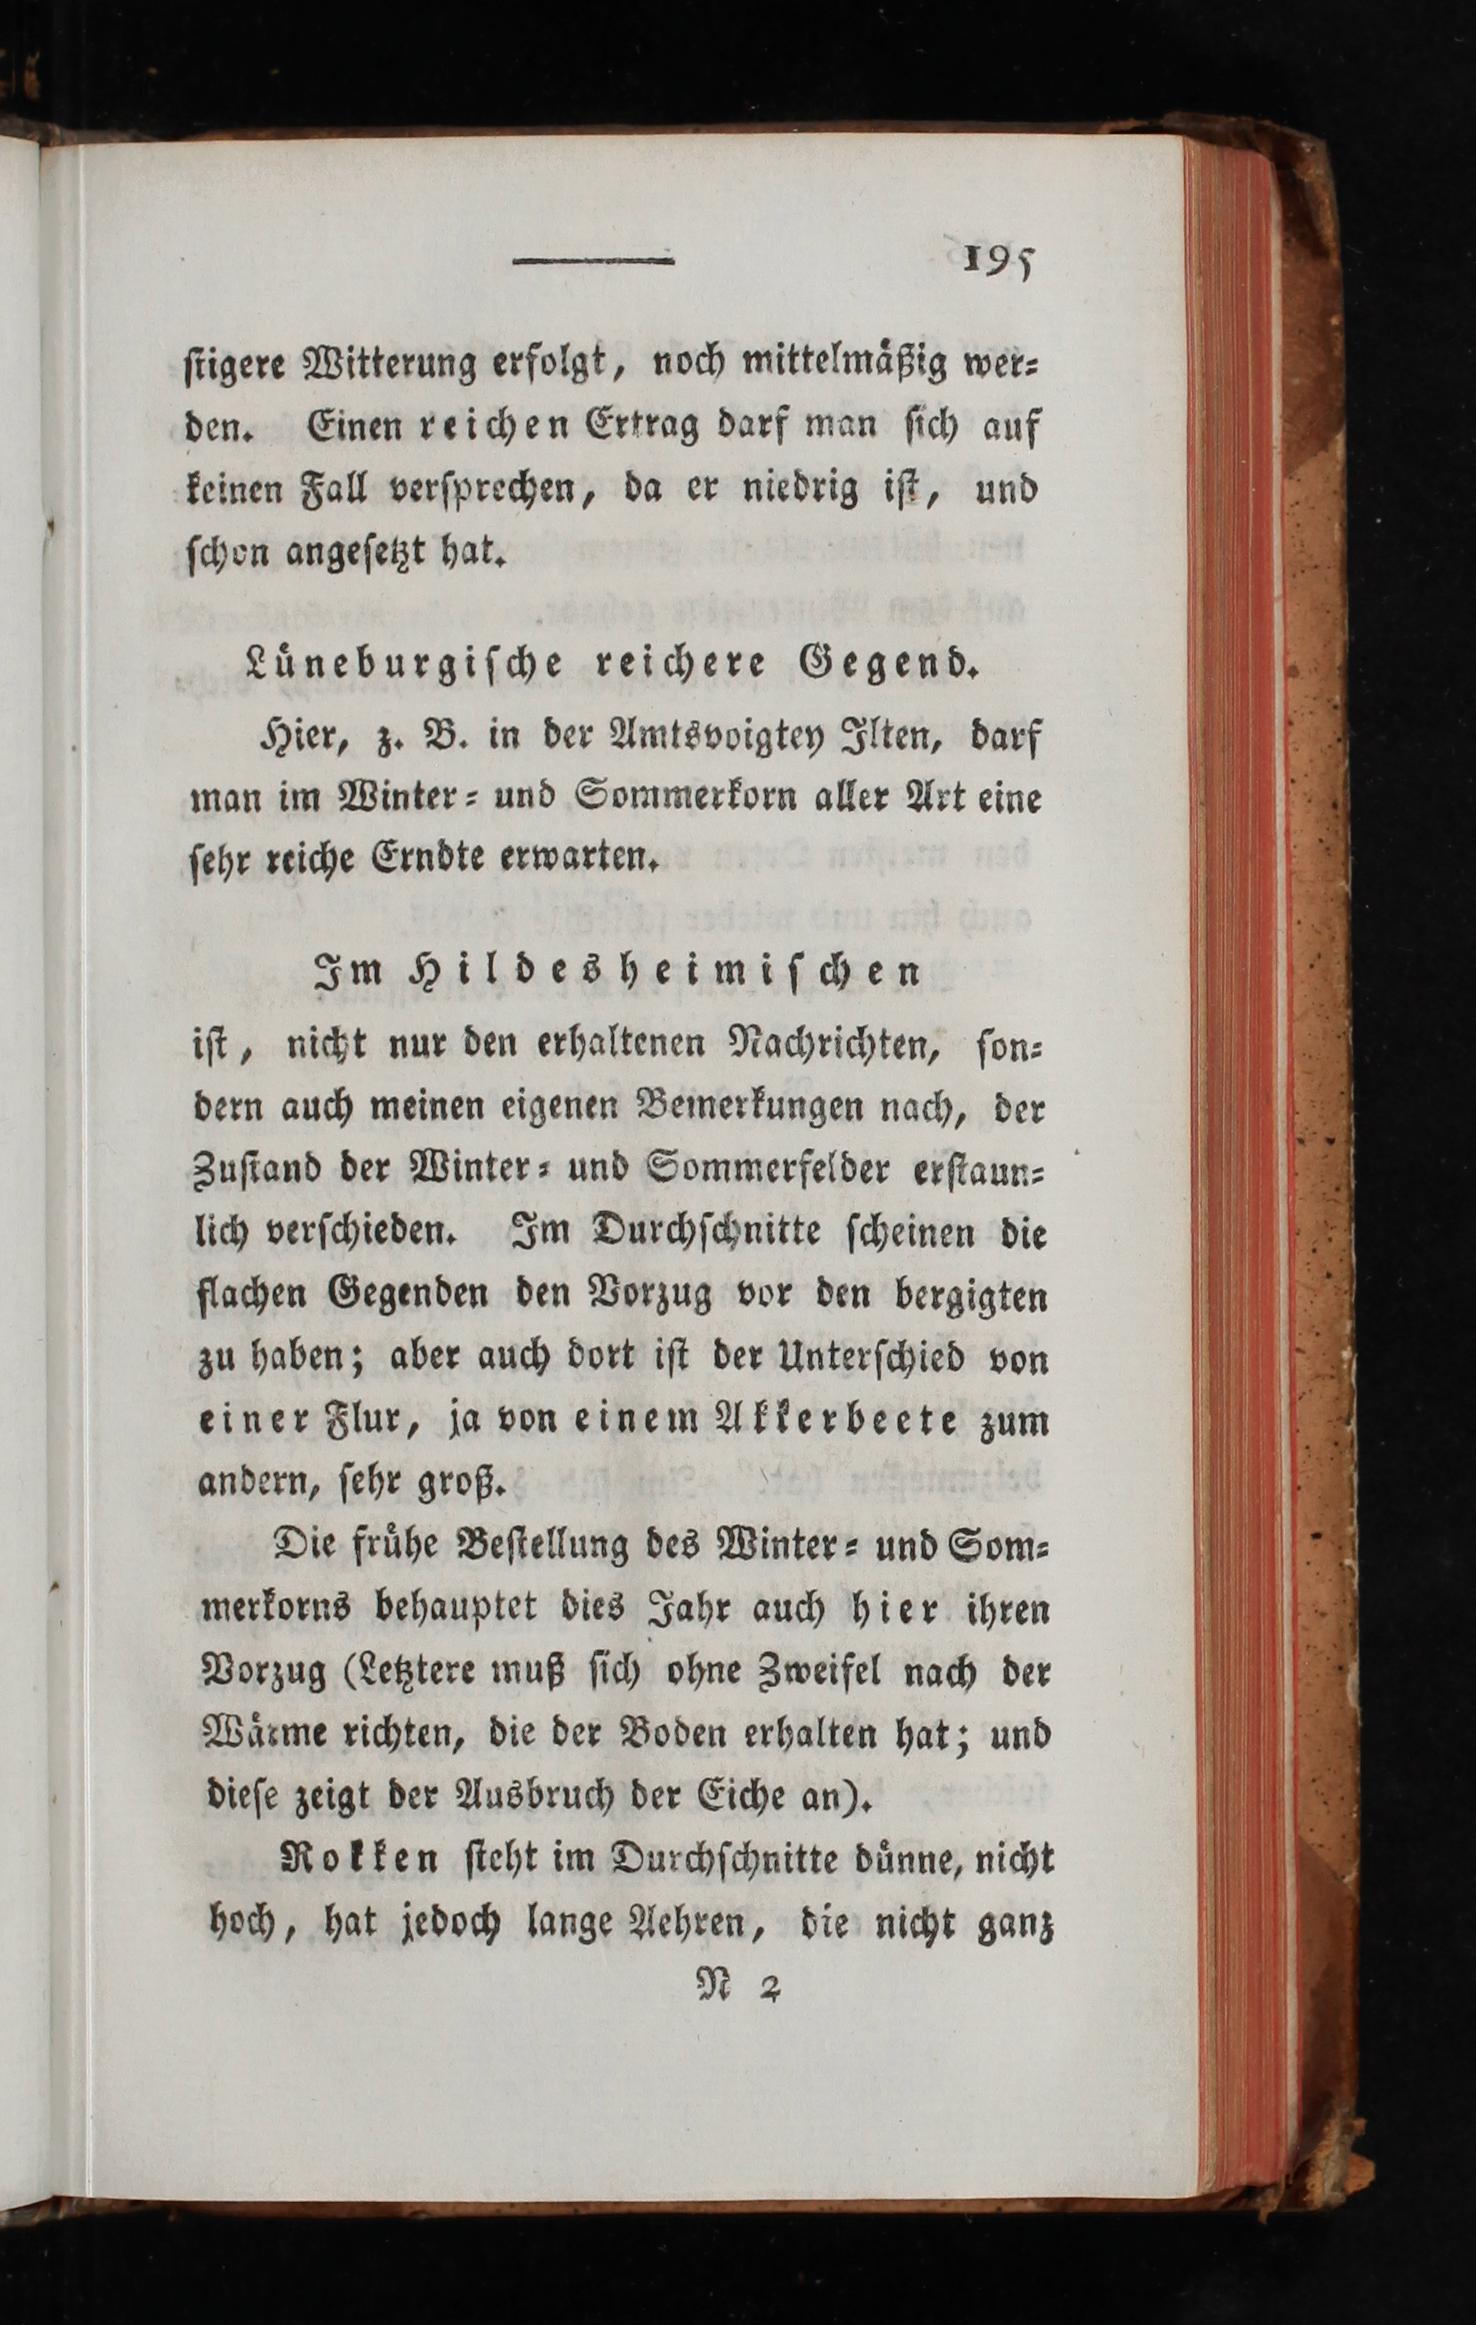 195
ſtigere Witterung erfolgt, noch mittelmäßig wer⸗
den. Einen reichen Ertrag darf man ſich auf
keinen Fall verſprechen, da er niedrig iſt, und
ſchon angeſetzt hat.
Lüneburgiſche reichere Gegend.
Hier, z. B. in der Amtsvoigtey Ilten, darf
man im Winter⸗ und Sommerkorn aller Art eine
ſehr reiche Erndte erwarten.
Im Hildesheimiſchen
iſt, nicht nur den erhaltenen Nachrichten, ſon⸗
dern auch meinen eigenen Bemerkungen nach, der
Zuſtand der Winter⸗ und Sommerfelder erſtaun⸗
lich verſchieden. Im Durchſchnitte ſcheinen die
flachen Gegenden den Vorzug vor den bergigten
zu haben; aber auch dort iſt der Unterſchied von
einer Flur, ja von einem Akkerbeete zum
andern, ſehr groß.
Die frühe Beſtellung des Winter⸗ und Som⸗
merkorns behauptet dies Jahr auch hier ihren
Vorzug (Letztere muß ſich ohne Zweifel nach der
Wärme richten, die der Boden erhalten hat; und
dieſe zeigt der Ausbruch der Eiche an).
Rokken ſteht im Durchſchnitte dünne, nicht
hoch, hat jedoch lange Aehren, die nicht ganz
N 2